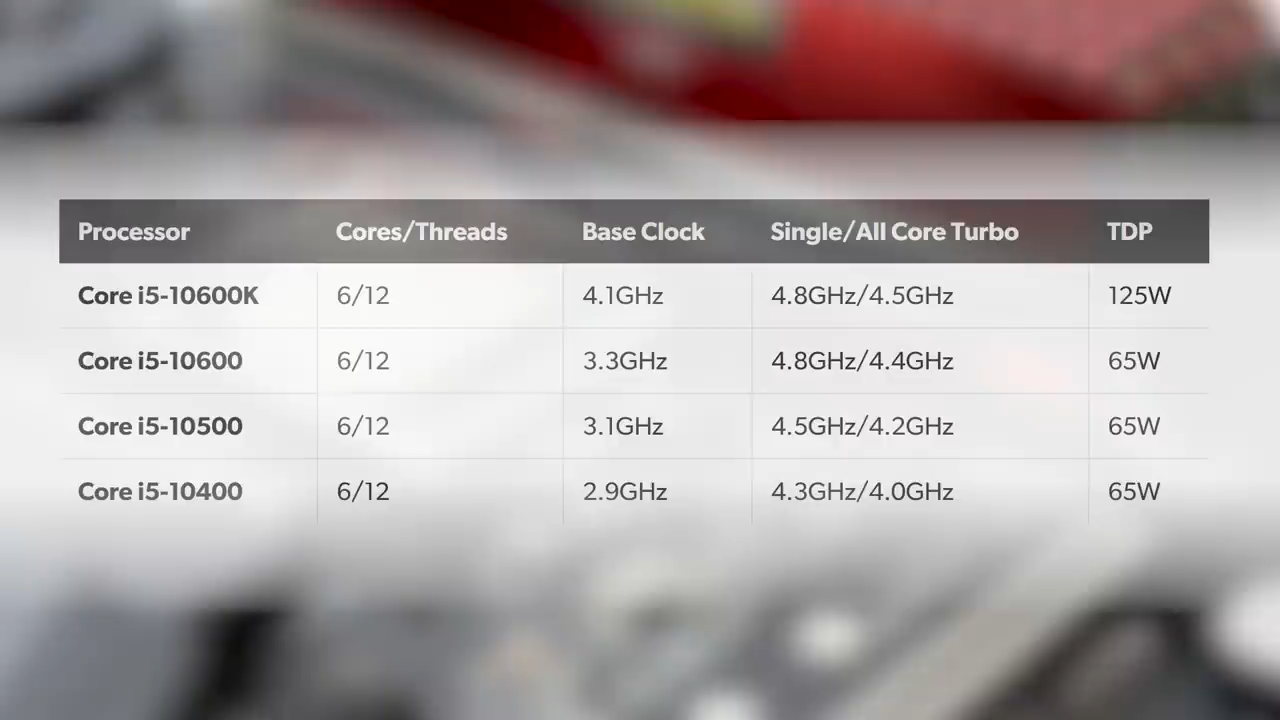 Processor Cores/Threads Base Clock Single/All Core Turbo TDP
Core i5-10600K 6/12 4.1GHz 4.8GHz/4.5GHz 125W
Core i5-10600 6/12 3.3GHz 4.8GHz/4.4GHz 65W
Core i5-10500 6/12 3.1GHz 4.5GHz/4.2GHz 65W
Core i5-10400 6/12 2.9GHz 4.3GHz/4.0GHz 65W